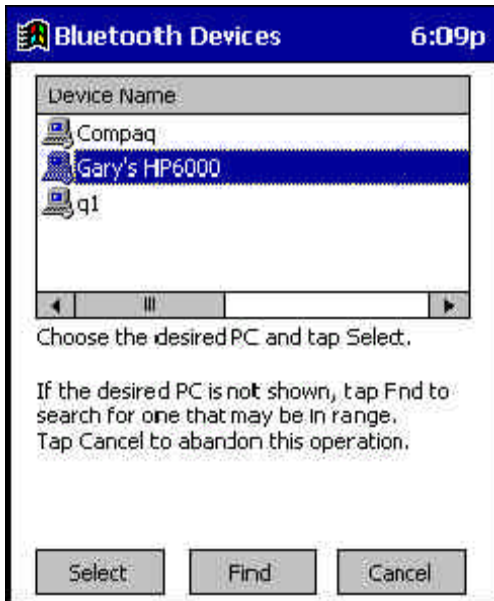 Bluetooth Devices 6:09p
Device Name
Compaq
Gary's HP6000
q1
Choose the desired PC and tap Select.
If the desired PC is not shown, tap Fnd to
search for one that may be in range.
Tap Cancel to abandon this operation.
Select Find Cancel